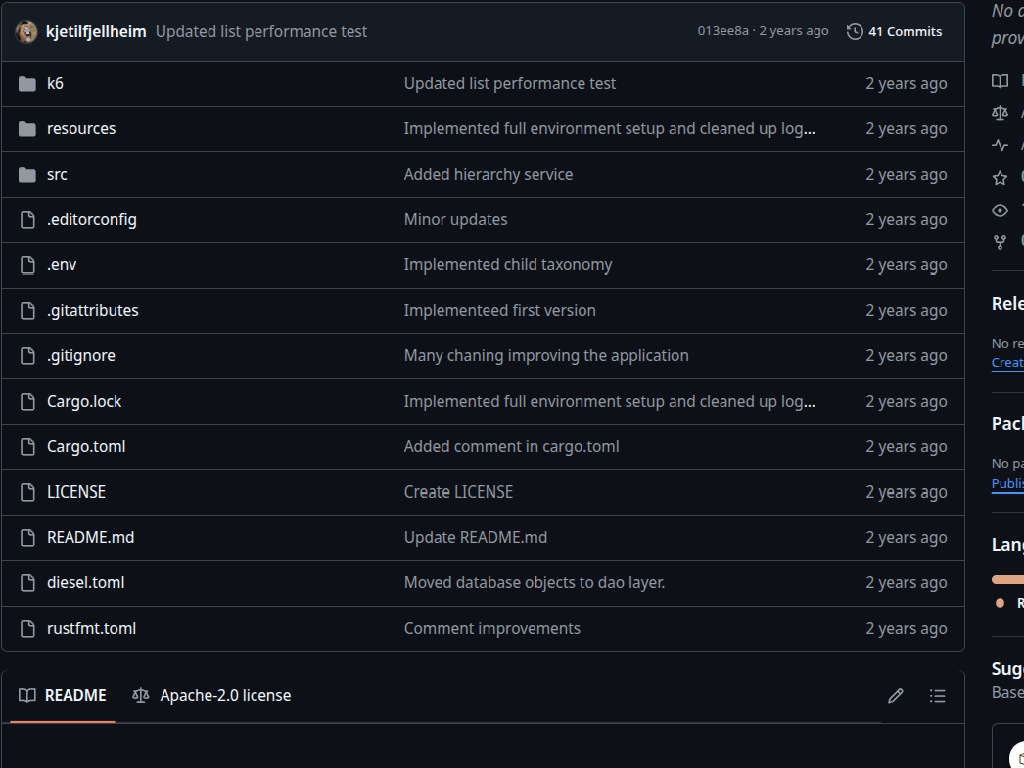 kjetilfjellheim Updated list performance test 013ee8a · 2 years ago 41 Commits
k6 Updated list performance test 2 years ago
resources Implemented full environment setup and cleaned up log... 2 years ago
src Added hierarchy service 2 years ago
.editorconfig Minor updates 2 years ago
.env Implemented child taxonomy 2 years ago
.gitattributes Implementeed first version 2 years ago
.gitignore Many chaning improving the application 2 years ago
Cargo.lock Implemented full environment setup and cleaned up log... 2 years ago
Cargo.toml Added comment in cargo.toml 2 years ago
LICENSE Create LICENSE 2 years ago
README.md Update README.md 2 years ago
diesel.toml Moved database objects to dao layer. 2 years ago
rustfmt.toml Comment improvements 2 years ago
README Apache-2.0 license
No
No re
No pa
Base